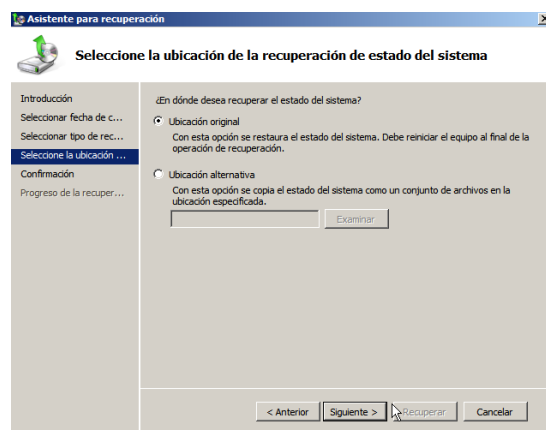 Asistente para recuperación
Seleccione la ubicación de la recuperación de estado del sistema
Introducción
Seleccionar fecha de c...
Seleccionar tipo de rec...
Seleccione la ubicación ...
Confirmación
Progreso de la recuper...
¿En dónde desea recuperar el estado del sistema?
Ubicación original
Con esta opción se restaura el estado del sistema. Debe reiniciar el equipo al final de la
operación de recuperación.
Ubicación alternativa
Con esta opción se copia el estado del sistema como un conjunto de archivos en la
ubicación especificada.
Examinar
< Anterior Siguiente > Recuperar Cancelar